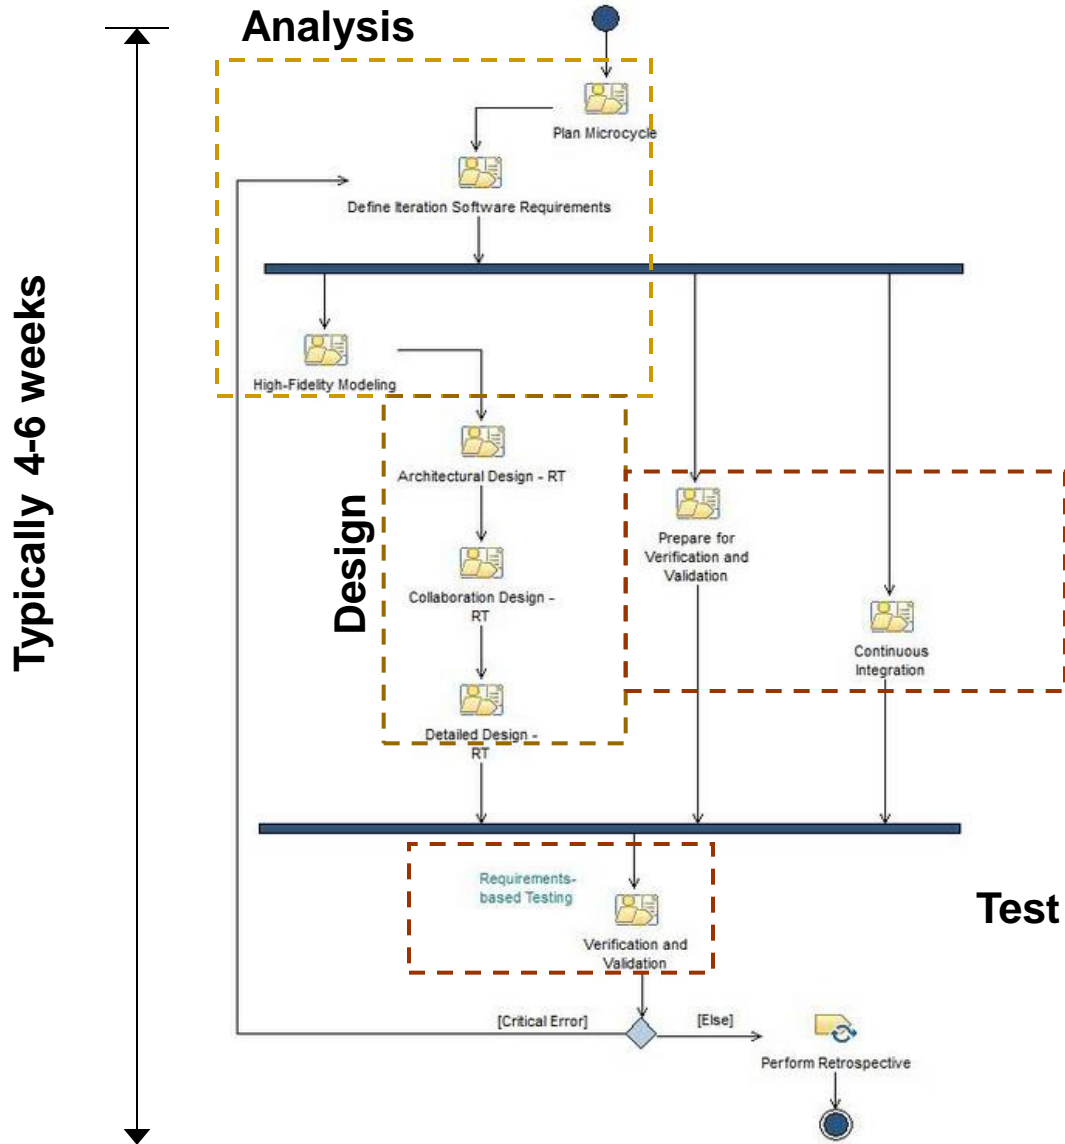 Analysis
Plan Microcycle
Define Iteration Software Requirements
Typically 4-6 weeks
High-Fidelity Modeling
Architectural Design - RT
Design
Prepare for
Verification and
Validation
Collaboration Design -
RT
Continuous
Integration
Detailed Design -
RT
Requirements-
based Testing
Test
Verification and
Validation
[Critical Error]
[Else]
Perform Retrospective